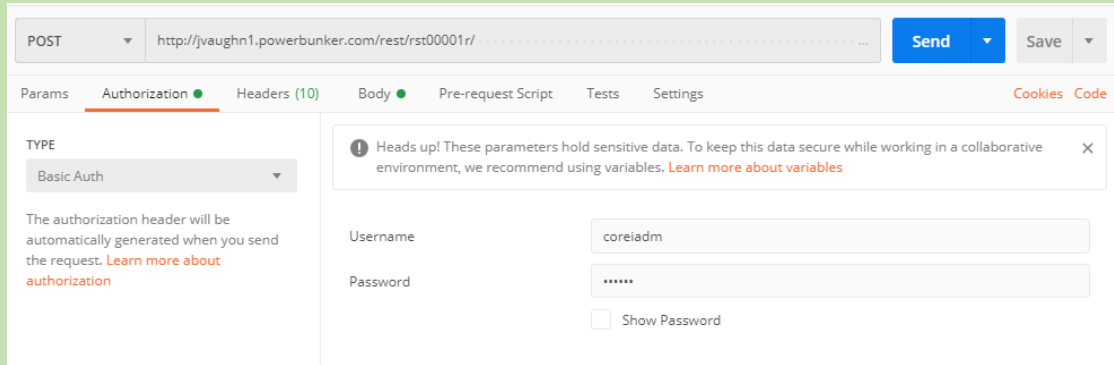 POST http://jvaughn1.powerbunker.com/rest/rst00001r/ ... Send Save
Params Authorization Headers (10) Body Pre-request Script Tests Settings Cookies Code
TYPE
Basic Auth
The authorization header will be
automatically generated when you send
the request. Learn more about
authorization
Heads up! These parameters hold sensitive data. To keep this data secure while working in a collaborative
environment, we recommend using variables. Learn more about variables
Username coreiadm
Password ••••••
Show Password